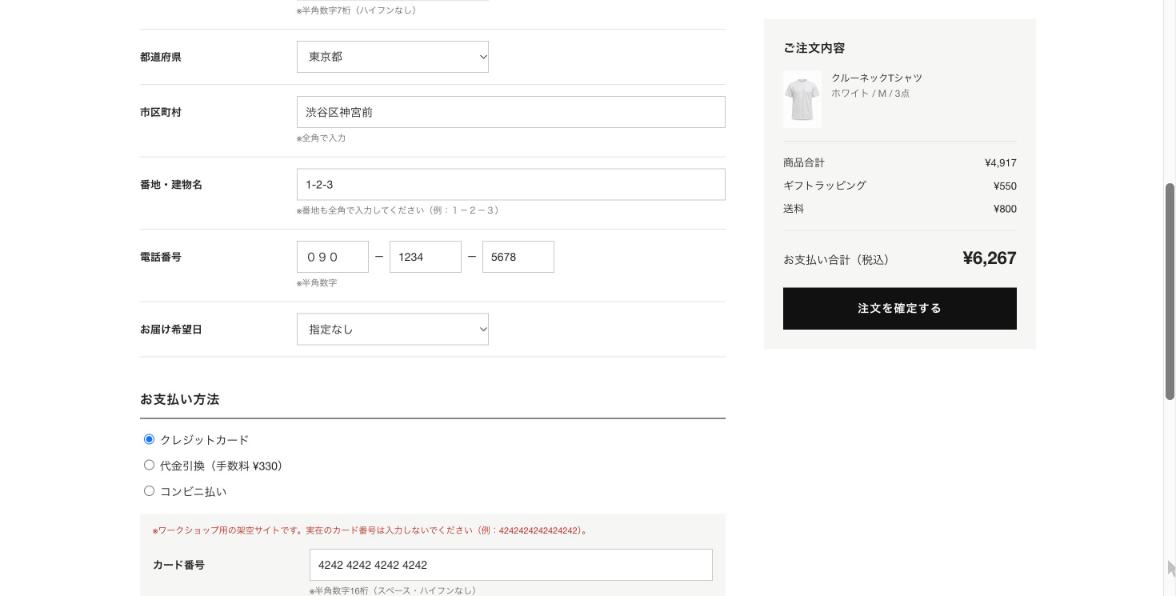 ※半角数字7桁（ハイフンなし）
都道府県
東京都
市区町村
渋谷区神宮前
※全角で入力
番地・建物名
1-2-3
※番地も全角で入力してください（例：１－２－３）
電話番号
０９０ － 1234 － 5678
※半角数字
お届け希望日
指定なし
お支払い方法
クレジットカード
代金引換（手数料 ¥330）
コンビニ払い
※ワークショップ用の架空サイトです。実在のカード番号は入力しないでください（例：4242424242424242）。
カード番号
4242 4242 4242 4242
※半角数字16桁（スペース・ハイフンなし）
ご注文内容
クルーネックTシャツ
ホワイト / M / 3点
商品合計 ¥4,917
ギフトラッピング ¥550
送料 ¥800
お支払い合計（税込） ¥6,267
注文を確定する